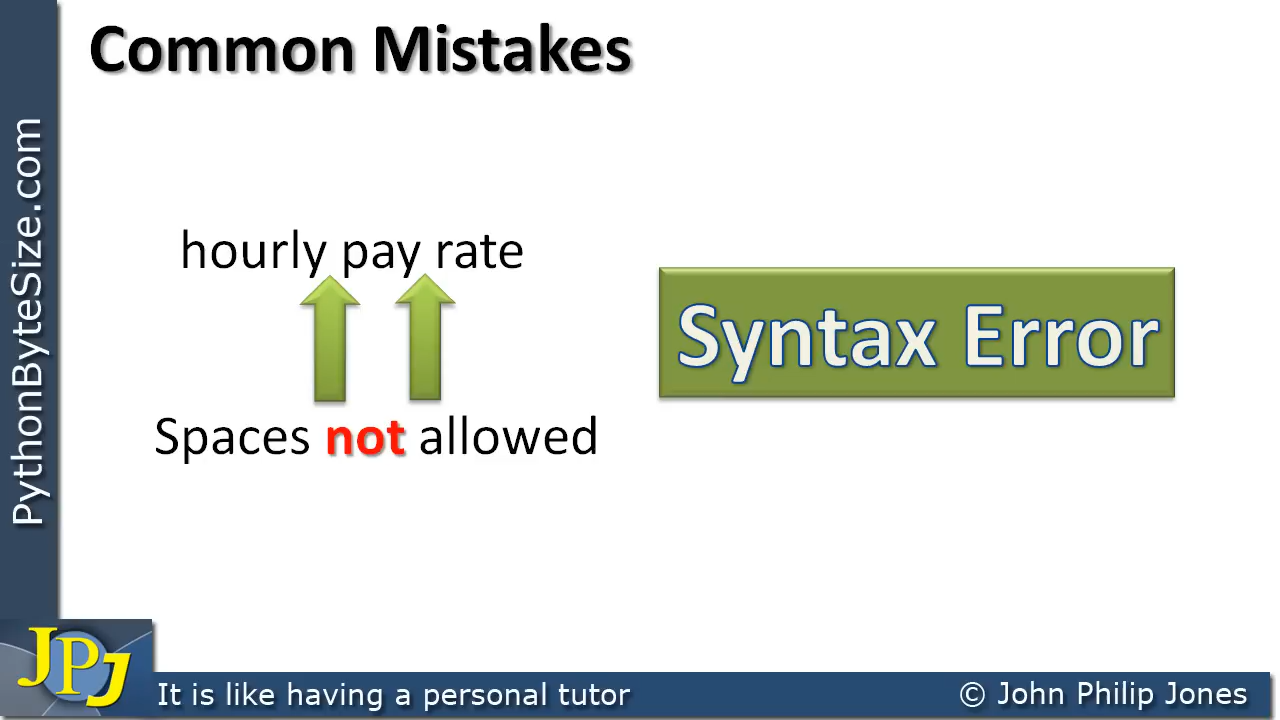 Common Mistakes
PythonByteSize.com
hourly pay rate
Syntax Error
Spaces not allowed
JPJ
It is like having a personal tutor
© John Philip Jones